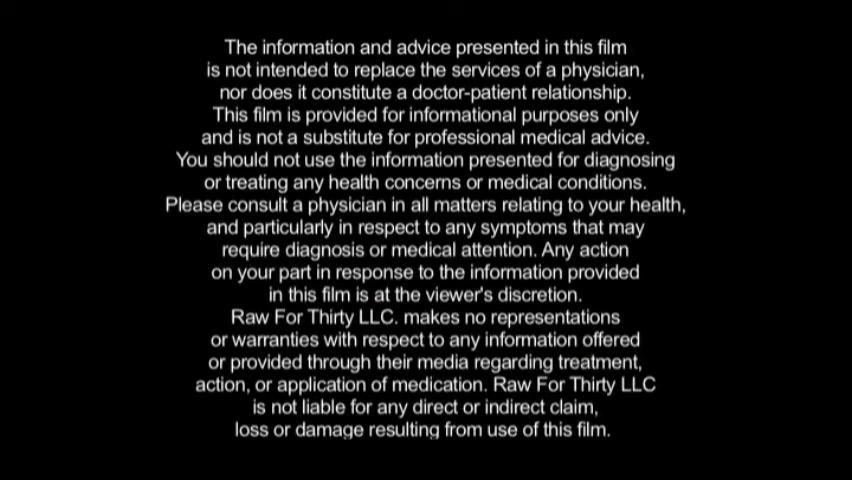 The information and advice presented in this film
is not intended to replace the services of a physician,
nor does it constitute a doctor-patient relationship.
This film is provided for informational purposes only
and is not a substitute for professional medical advice.
You should not use the information presented for diagnosing
or treating any health concerns or medical conditions.
Please consult a physician in all matters relating to your health,
and particularly in respect to any symptoms that may
require diagnosis or medical attention. Any action
on your part in response to the information provided
in this film is at the viewer's discretion.
Raw For Thirty LLC. makes no representations
or warranties with respect to any information offered
or provided through their media regarding treatment,
action, or application of medication. Raw For Thirty LLC
is not liable for any direct or indirect claim,
loss or damage resulting from use of this film.